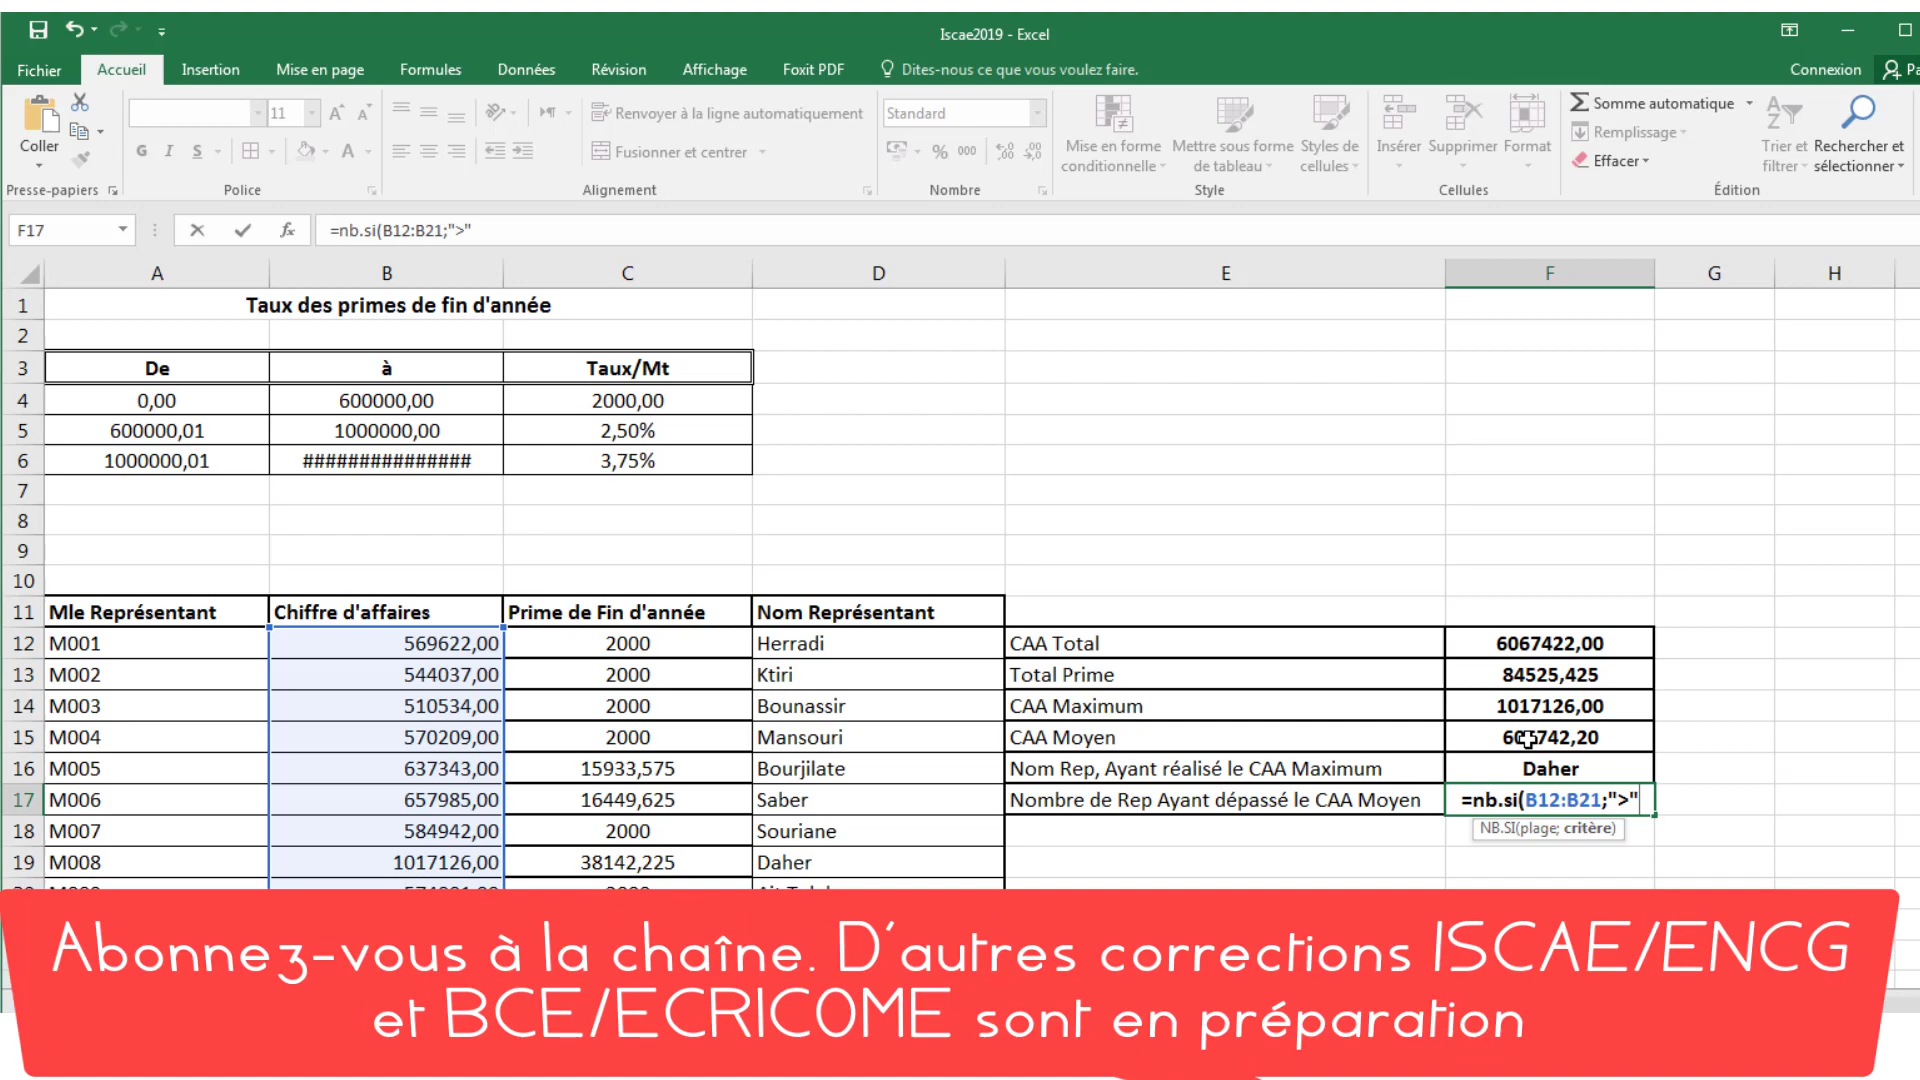 Iscae2019 - Excel
Fichier Accueil Insertion Mise en page Formules Données Révision Affichage Foxit PDF Dites-nous ce que vous voulez faire. Connexion Pa
Coller
Presse-papiers
11
G I S A
Police
Renvoyer à la ligne automatiquement
Fusionner et centrer
Alignement
Standard
% 000
Nombre
Mise en forme conditionnelle
Mettre sous forme de tableau
Styles de cellules
Style
Insérer Supprimer Format
Cellules
Somme automatique
Remplissage
Effacer
Trier et filtrer
Rechercher et sélectionner
Édition
F17 fx =nb.si(B12:B21;">"
A B C D E F G H
1 Taux des primes de fin d'année
2
3 De à Taux/Mt
4 0,00 600000,00 2000,00
5 600000,01 1000000,00 2,50%
6 1000000,01 ############### 3,75%
7
8
9
10
11 Mle Représentant Chiffre d'affaires Prime de Fin d'année Nom Représentant
12 M001 569622,00 2000 Herradi CAA Total 6067422,00
13 M002 544037,00 2000 Ktiri Total Prime 84525,425
14 M003 510534,00 2000 Bounassir CAA Maximum 1017126,00
15 M004 570209,00 2000 Mansouri CAA Moyen
16 M005 637343,00 15933,575 Bourjilate Nom Rep, Ayant réalisé le CAA Maximum Daher
17 M006 657985,00 16449,625 Saber Nombre de Rep Ayant dépassé le CAA Moyen =nb.si(B12:B21;">"
NB.SI(plage; critère)
18 M007 584942,00 2000 Souriane
19 M008 1017126,00 38142,225 Daher
Abonnez-vous à la chaîne. D'autres corrections ISCAE/ENCG
et BCE/ECRICOME sont en préparation